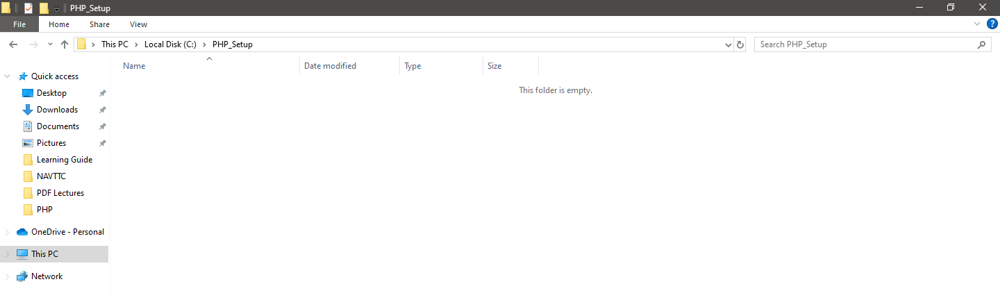 PHP_Setup
File Home Share View
This PC Local Disk (C:) PHP_Setup
Search PHP_Setup
Name Date modified Type Size
This folder is empty.
Quick access
Desktop
Downloads
Documents
Pictures
Learning Guide
NAVTTC
PDF Lectures
PHP
OneDrive - Personal
This PC
Network